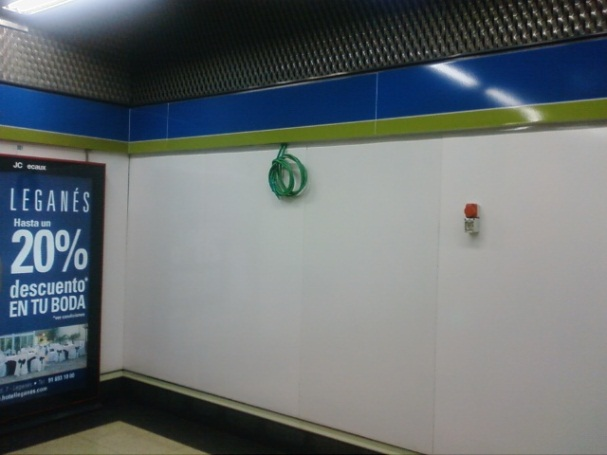 JCDecaux
LEGANÉS
Hasta un
20%
descuento*
EN TU BODA